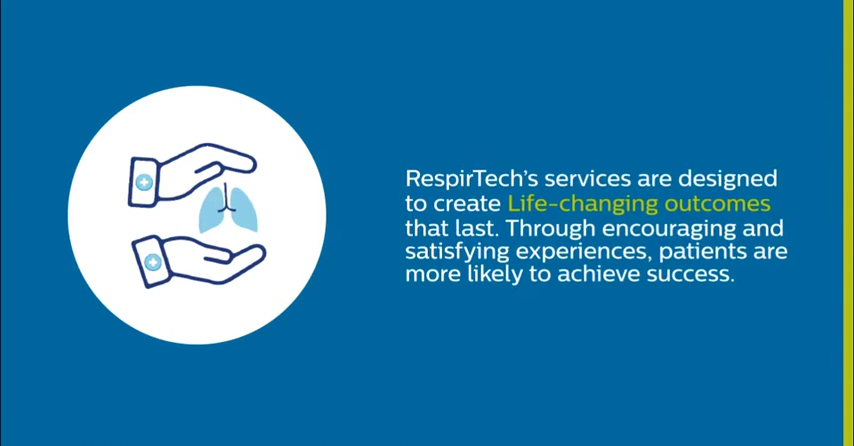 RespirTech's services are designed
to create Life-changing outcomes
that last. Through encouraging and
satisfying experiences, patients are
more likely to achieve success.